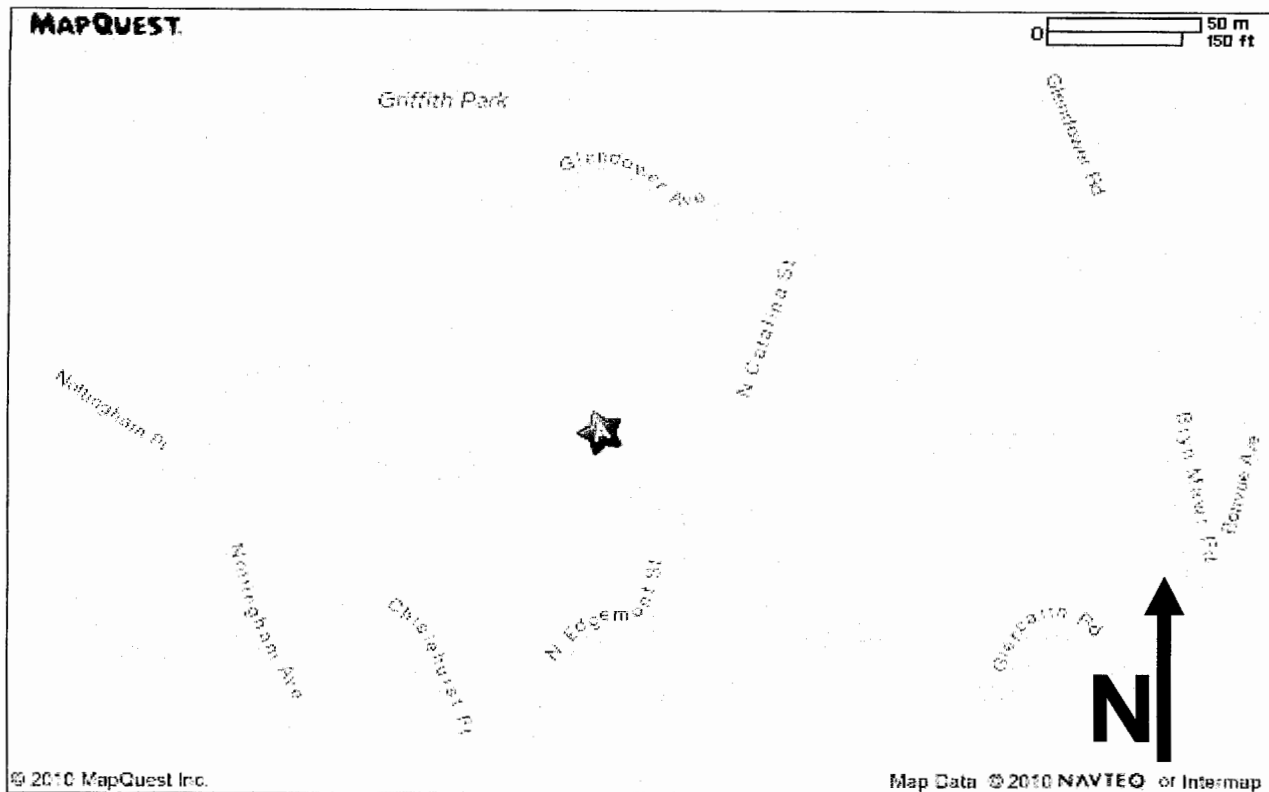 MAPQUEST
0
50 m
150 ft
Griffith Park
Glendower Ave
Glendower Rd
N Catalina St
Nottingham Pl
A
Bryn Mawr Rd
Bonvue Ave
Nottingham Ave
Chislehurst Pl
N Edgemont St
Glencairn Rd
N
© 2010 MapQuest Inc.
Map Data © 2010 NAVTEQ or Intermap